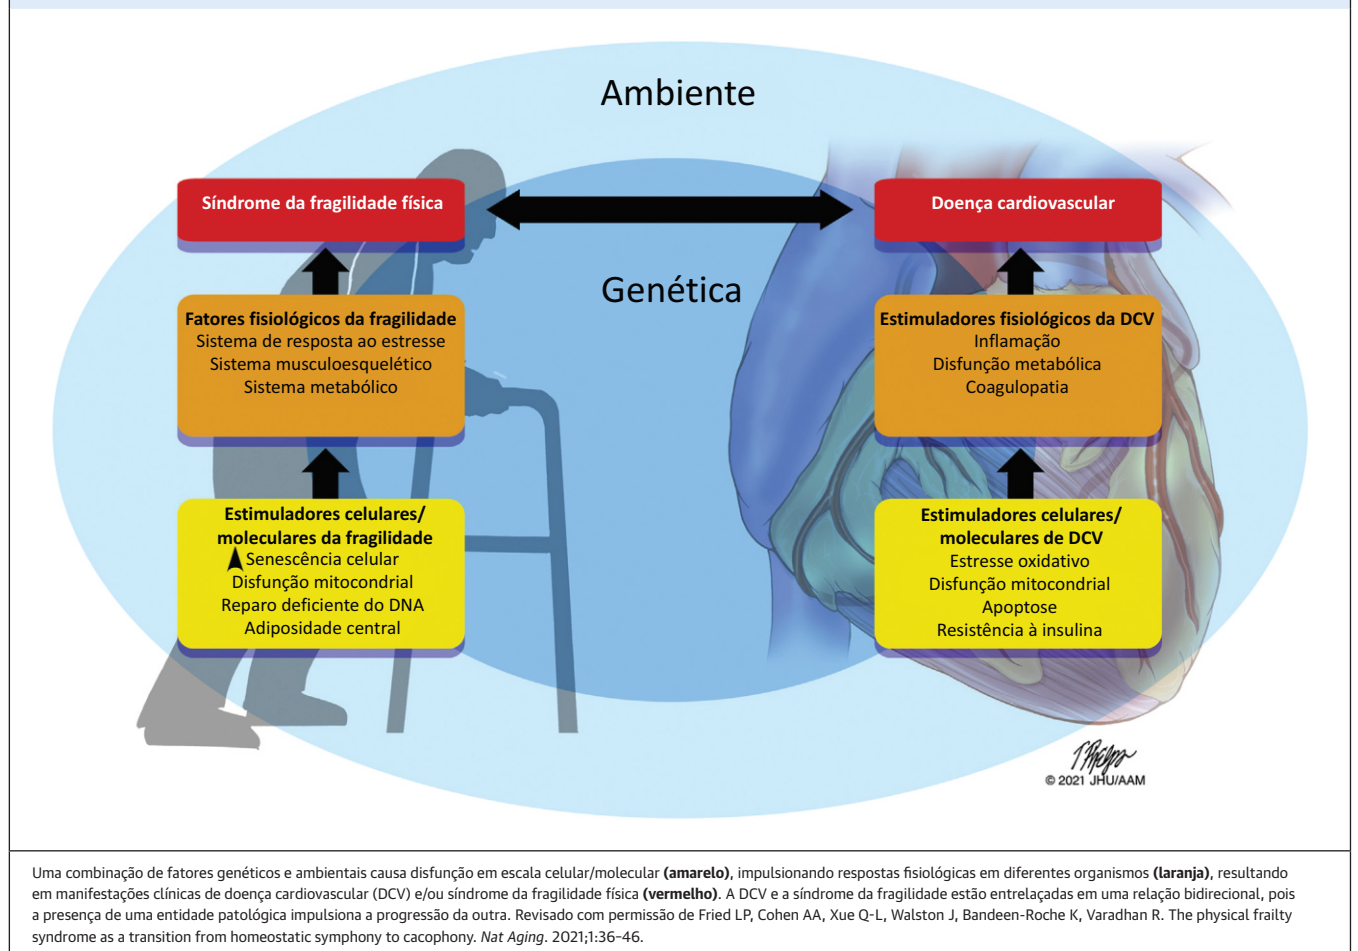 Ambiente
Síndrome da fragilidade física
Doença cardiovascular
Genética
Fatores fisiológicos da fragilidade
Sistema de resposta ao estresse
Sistema musculoesquelético
Sistema metabólico
Estimuladores fisiológicos da DCV
Inflamação
Disfunção metabólica
Coagulopatia
Estimuladores celulares/
moleculares da fragilidade
Senescência celular
Disfunção mitocondrial
Reparo deficiente do DNA
Adiposidade central
Estimuladores celulares/
moleculares de DCV
Estresse oxidativo
Disfunção mitocondrial
Apoptose
Resistência à insulina
© 2021 JHU/AAM
Uma combinação de fatores genéticos e ambientais causa disfunção em escala celular/molecular (amarelo), impulsionando respostas fisiológicas em diferentes organismos (laranja), resultando
em manifestações clínicas de doença cardiovascular (DCV) e/ou síndrome da fragilidade física (vermelho). A DCV e a síndrome da fragilidade estão entrelaçadas em uma relação bidirecional, pois
a presença de uma entidade patológica impulsiona a progressão da outra. Revisado com permissão de Fried LP, Cohen AA, Xue Q-L, Walston J, Bandeen-Roche K, Varadhan R. The physical frailty
syndrome as a transition from homeostatic symphony to cacophony. Nat Aging. 2021;1:36-46.